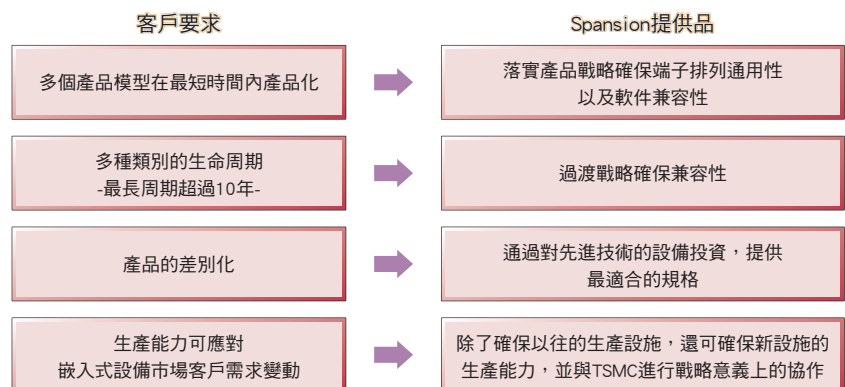 客戶要求
Spansion提供品
多個產品模型在最短時間內產品化
落實產品戰略確保端子排列通用性
以及軟件兼容性
多種類別的生命周期
-最長周期超過10年-
過渡戰略確保兼容性
產品的差別化
通過對先進技術的設備投資，提供
最適合的規格
生產能力可應對
嵌入式設備市場客戶需求變動
除了確保以往的生產設施，還可確保新設施的
生產能力，並與TSMC進行戰略意義上的協作